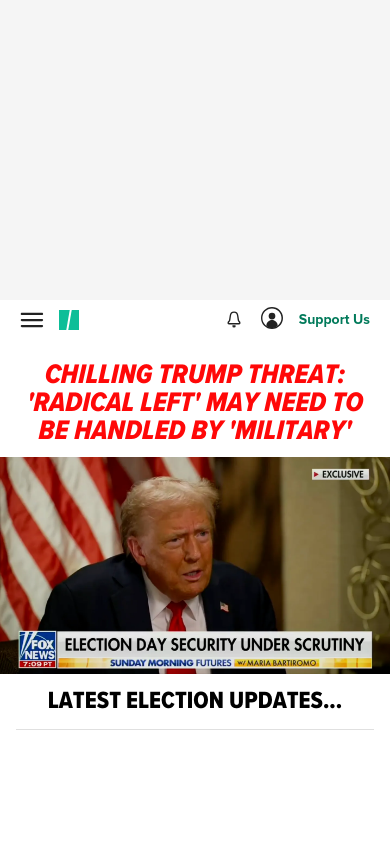 Support Us
CHILLING TRUMP THREAT:
'RADICAL LEFT' MAY NEED TO
BE HANDLED BY 'MILITARY'
EXCLUSIVE
FOX
NEWS
7:09 PT
ELECTION DAY SECURITY UNDER SCRUTINY
SUNDAY MORNING FUTURES W/ MARIA BARTIROMO
LATEST ELECTION UPDATES...